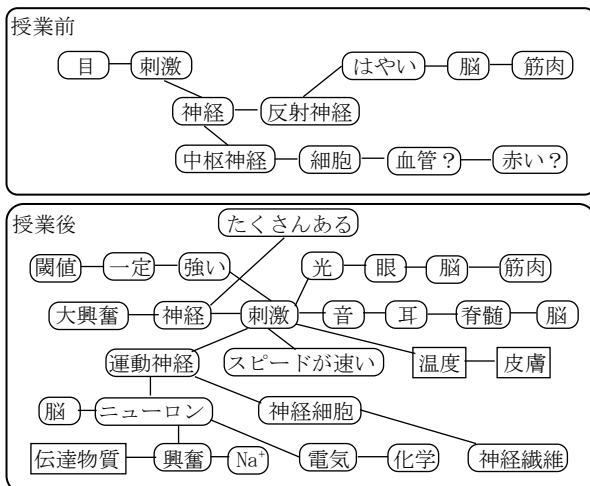 授業前
目 刺激 はやい 脳 筋肉
神経 反射神経
中枢神経 細胞 血管？ 赤い？
授業後
たくさんある
閾値 一定 強い 光 眼 脳 筋肉
大興奮 神経 刺激 音 耳 脊髄 脳
運動神経 スピードが速い 温度 皮膚
脳 ニューロン 神経細胞
伝達物質 興奮 Na⁺ 電気 化学 神経繊維